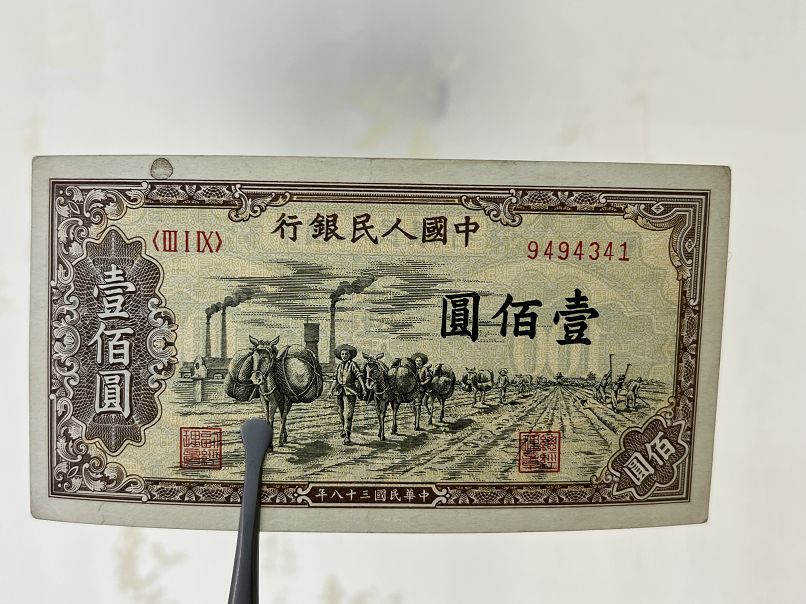 中國人民銀行
〈ⅢⅠⅨ〉
9494341
壹佰圓
壹佰圓
佰圓
中華民國三十八年